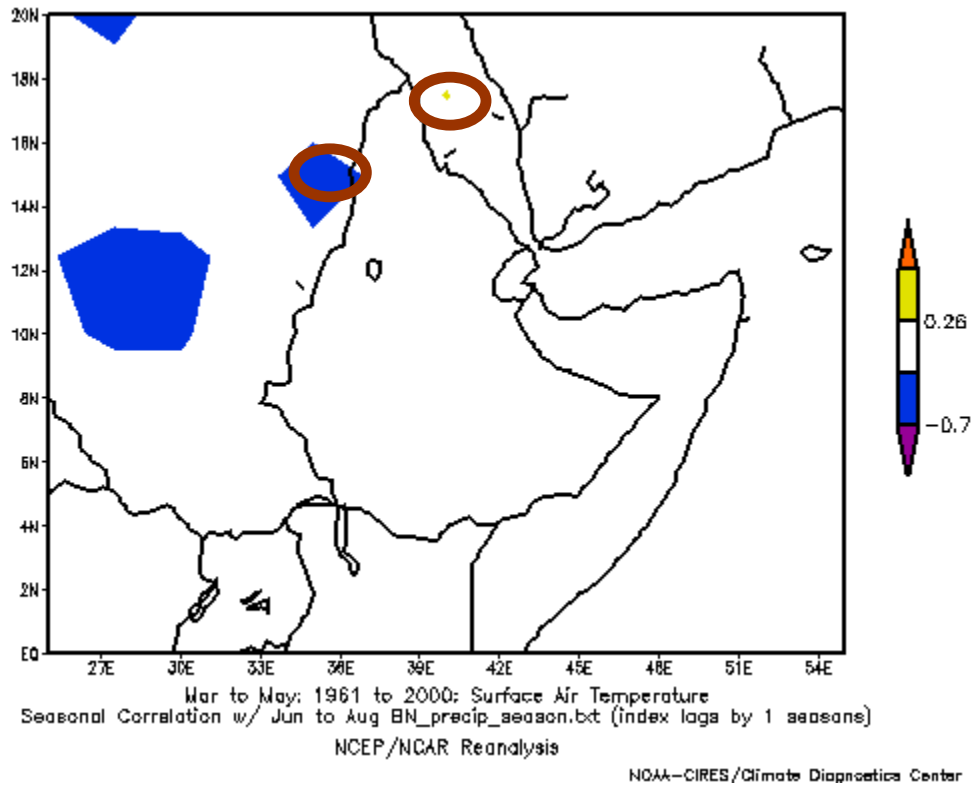 20N
18N
16N
14N
12N
10N
8N
6N
4N
2N
EQ
27E 30E 33E 36E 39E 42E 45E 48E 51E 54E
0.26
-0.7
Mar to May: 1961 to 2000: Surface Air Temperature
Seasonal Correlation w/ Jun to Aug BN_precip_season.txt (index lags by 1 seasons)
NCEP/NCAR Reanalysis
NOAA-CIRES/Climate Diagnostics Center